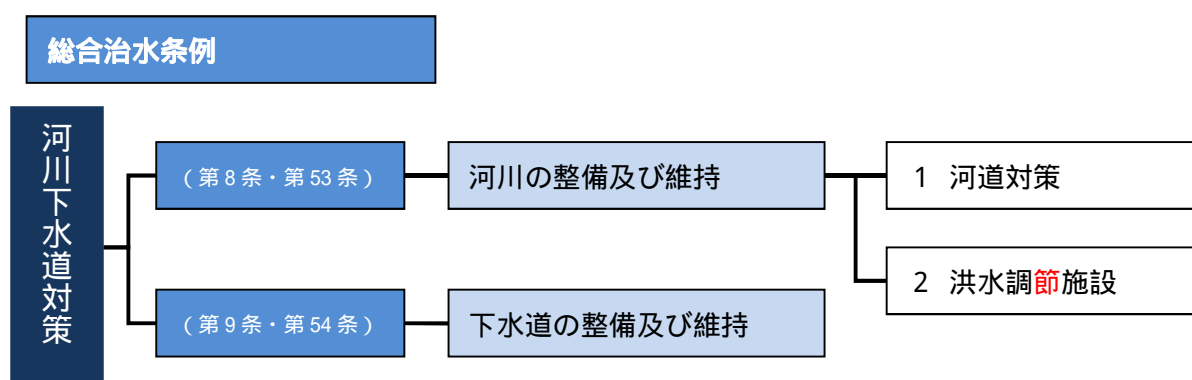 総合治水条例
河川下水道対策
(第8条・第53条)
河川の整備及び維持
1 河道対策
2 洪水調節施設
(第9条・第54条)
下水道の整備及び維持